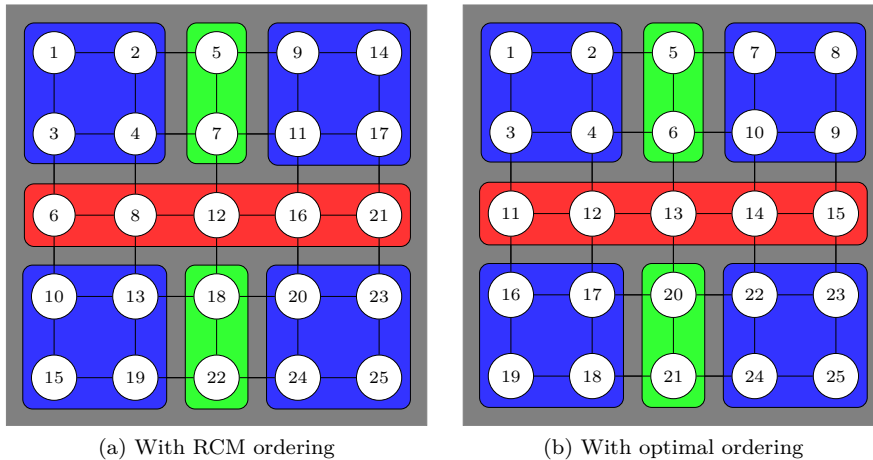 1 2 5 9 14
3 4 7 11 17
6 8 12 16 21
10 13 18 20 23
15 19 22 24 25
(a) With RCM ordering
1 2 5 7 8
3 4 6 10 9
11 12 13 14 15
16 17 20 22 23
19 18 21 24 25
(b) With optimal ordering